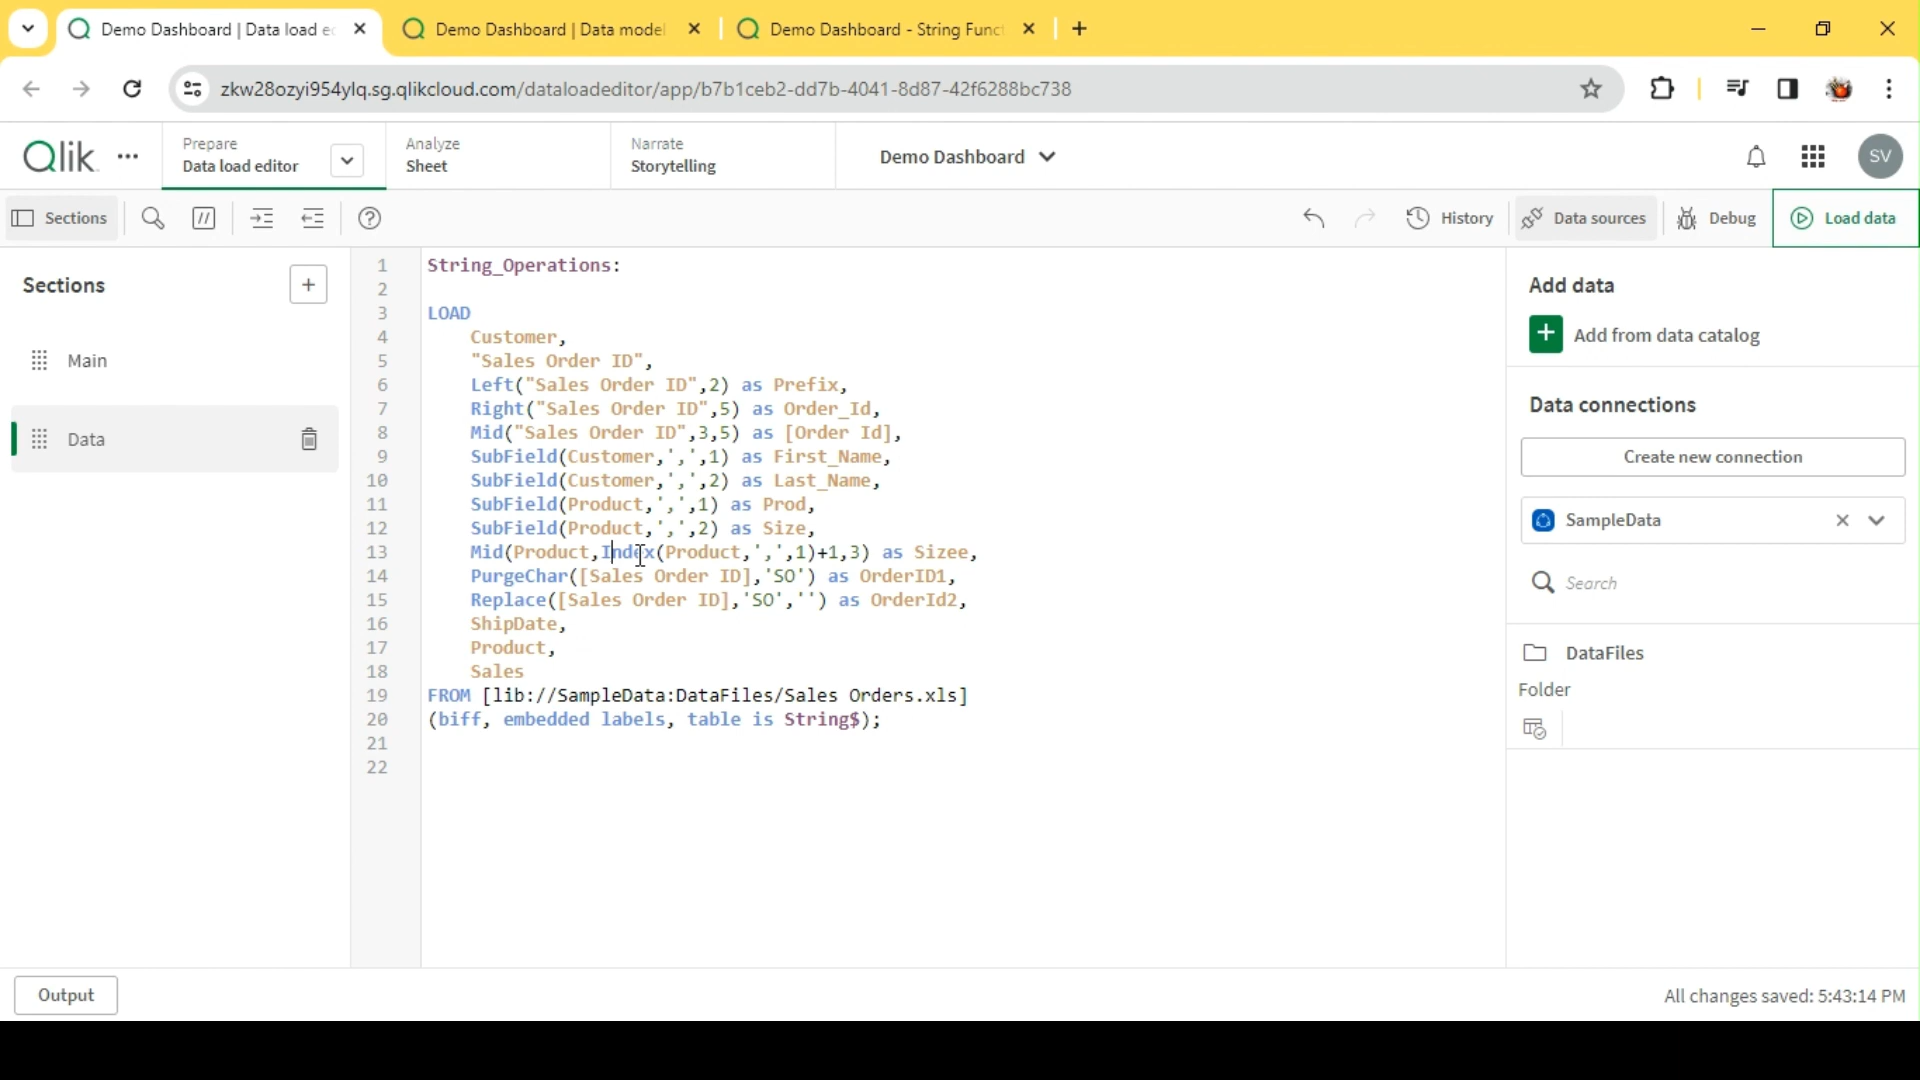 Demo Dashboard | Data load e
Demo Dashboard | Data model
Demo Dashboard - String Func
zkw28ozyi954ylq.sg.qlikcloud.com/dataloadeditor/app/b7b1ceb2-dd7b-4041-8d87-42f6288bc738
Qlik
Prepare
Data load editor
Analyze
Sheet
Narrate
Storytelling
Demo Dashboard
SV
Sections
//
History
Data sources
Debug
Load data
Sections
Main
Data
1 String_Operations:
2
3 LOAD
4 Customer,
5 "Sales Order ID",
6 Left("Sales Order ID",2) as Prefix,
7 Right("Sales Order ID",5) as Order_Id,
8 Mid("Sales Order ID",3,5) as [Order Id],
9 SubField(Customer,',',1) as First_Name,
10 SubField(Customer,',',2) as Last_Name,
11 SubField(Product,',',1) as Prod,
12 SubField(Product,',',2) as Size,
13 Mid(Product,Index(Product,',',1)+1,3) as Sizee,
14 PurgeChar([Sales Order ID],'SO') as OrderID1,
15 Replace([Sales Order ID],'SO','') as OrderId2,
16 ShipDate,
17 Product,
18 Sales
19 FROM [lib://SampleData:DataFiles/Sales Orders.xls]
20 (biff, embedded labels, table is String$);
21
22
Add data
Add from data catalog
Data connections
Create new connection
SampleData
Search
DataFiles
Folder
Output
All changes saved: 5:43:14 PM